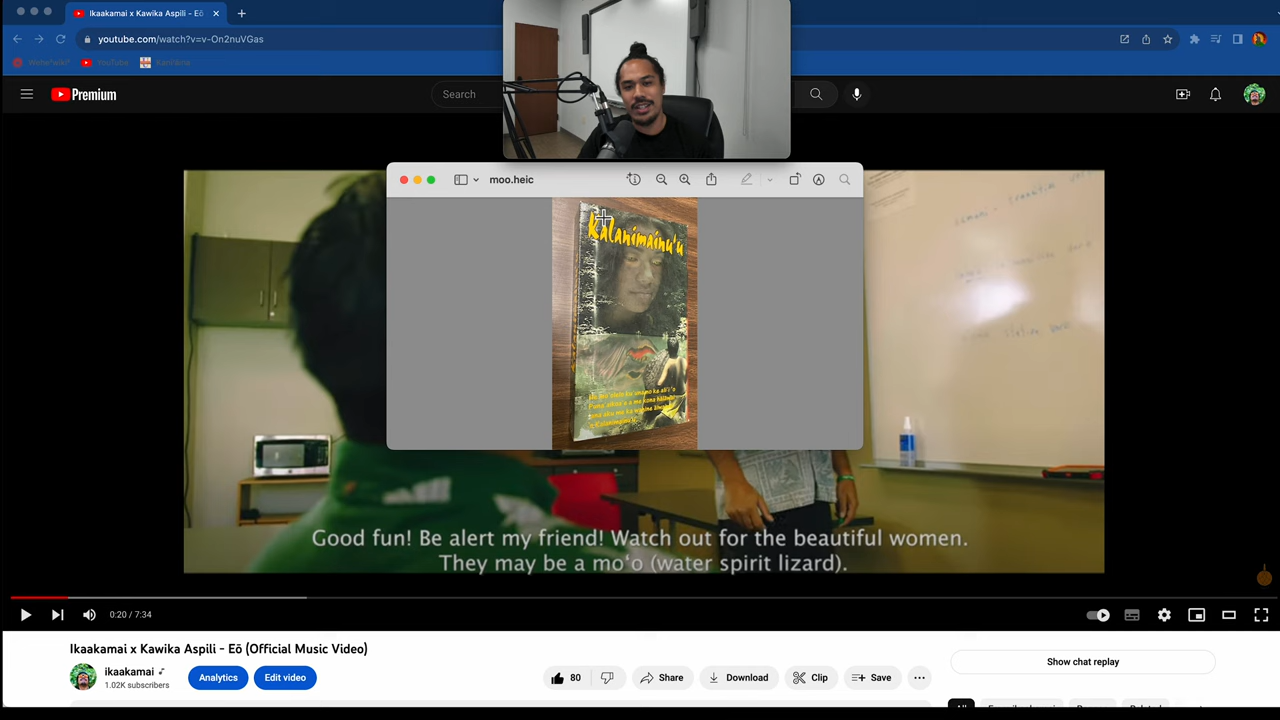 Ikaakamai x Kawika Aspili - Eō
youtube.com/watch?v=v-On2nuVGas
YouTube
Premium
Search
moo.heic
Kalanimainu'u
Good fun! Be alert my friend! Watch out for the beautiful women.
They may be a moʻo (water spirit lizard).
0:20 / 7:34
Ikaakamai x Kawika Aspili - Eō (Official Music Video)
Show chat replay
ikaakamai
1.02K subscribers
Analytics
Edit video
80
Share
Download
Clip
Save
All